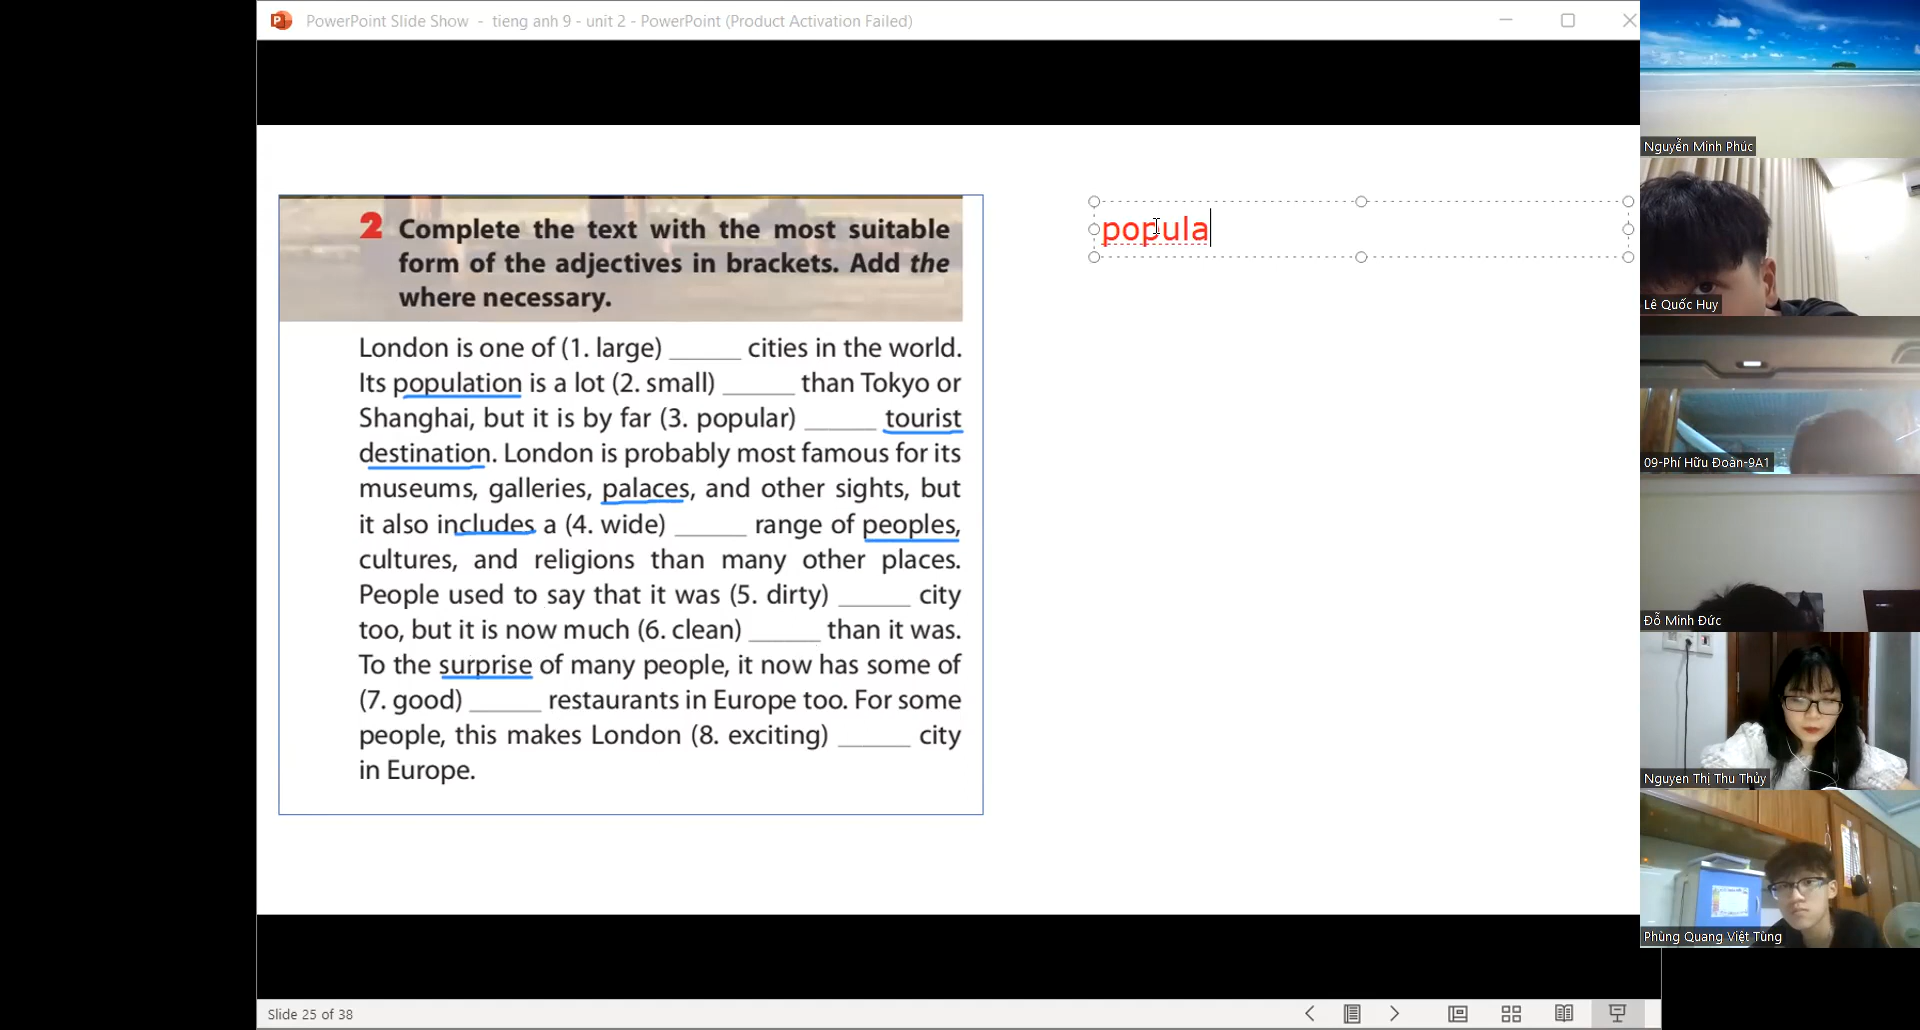 PowerPoint Slide Show - tieng anh 9 - unit 2 - PowerPoint (Product Activation Failed)
2 Complete the text with the most suitable
form of the adjectives in brackets. Add the
where necessary.
London is one of (1. large) ______ cities in the world.
Its population is a lot (2. small) ______ than Tokyo or
Shanghai, but it is by far (3. popular) ______ tourist
destination. London is probably most famous for its
museums, galleries, palaces, and other sights, but
it also includes a (4. wide) ______ range of peoples,
cultures, and religions than many other places.
People used to say that it was (5. dirty) ______ city
too, but it is now much (6. clean) ______ than it was.
To the surprise of many people, it now has some of
(7. good) ______ restaurants in Europe too. For some
people, this makes London (8. exciting) ______ city
in Europe.
popula
Nguyễn Minh Phúc
Lê Quốc Huy
09-Phí Hữu Đoàn-9A1
Đỗ Minh Đức
Nguyen Thị Thu Thủy
Phùng Quang Việt Tùng
Slide 25 of 38